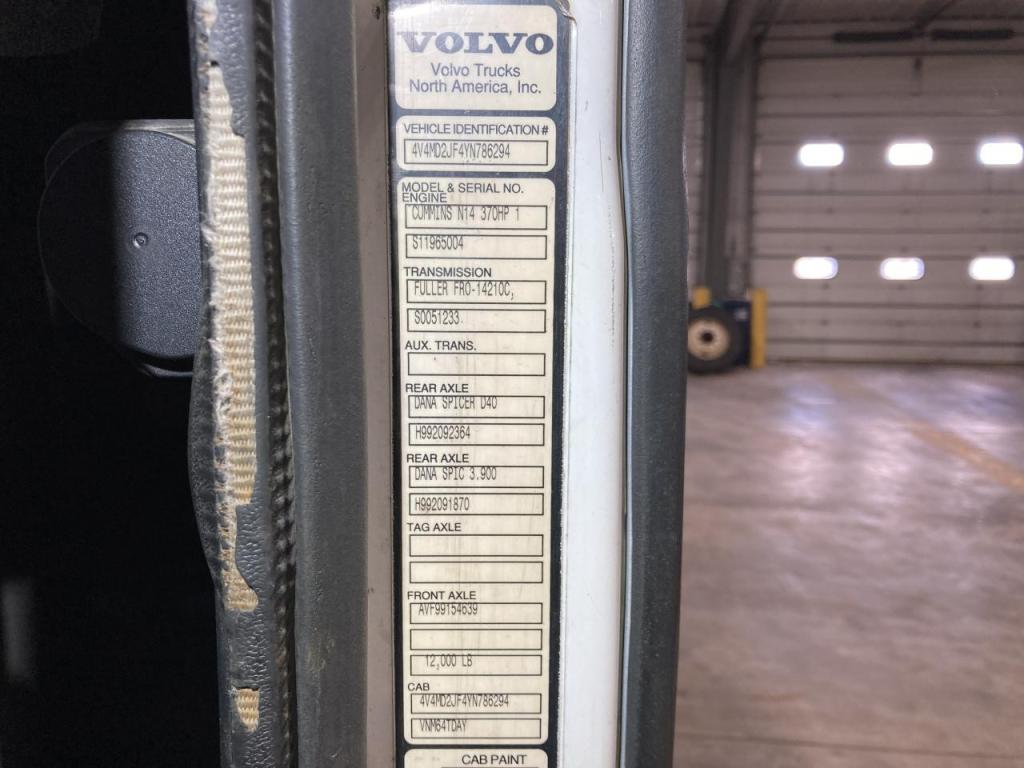 VOLVO
Volvo Trucks
North America, Inc.
VEHICLE IDENTIFICATION #
4V4MD2JF4YN786294
MODEL & SERIAL NO.
ENGINE
CUMMINS N14 370HP 1
S11965004
TRANSMISSION
FULLER FRO-14210C,
S0051233
AUX. TRANS.
REAR AXLE
DANA SPICER D40
H992092364
REAR AXLE
DANA SPIC 3.900
H992091870
TAG AXLE
FRONT AXLE
AVF99154639
12,000 LB
CAB
4V4MD2JF4YN786294
VNM64TDAY
CAB PAINT